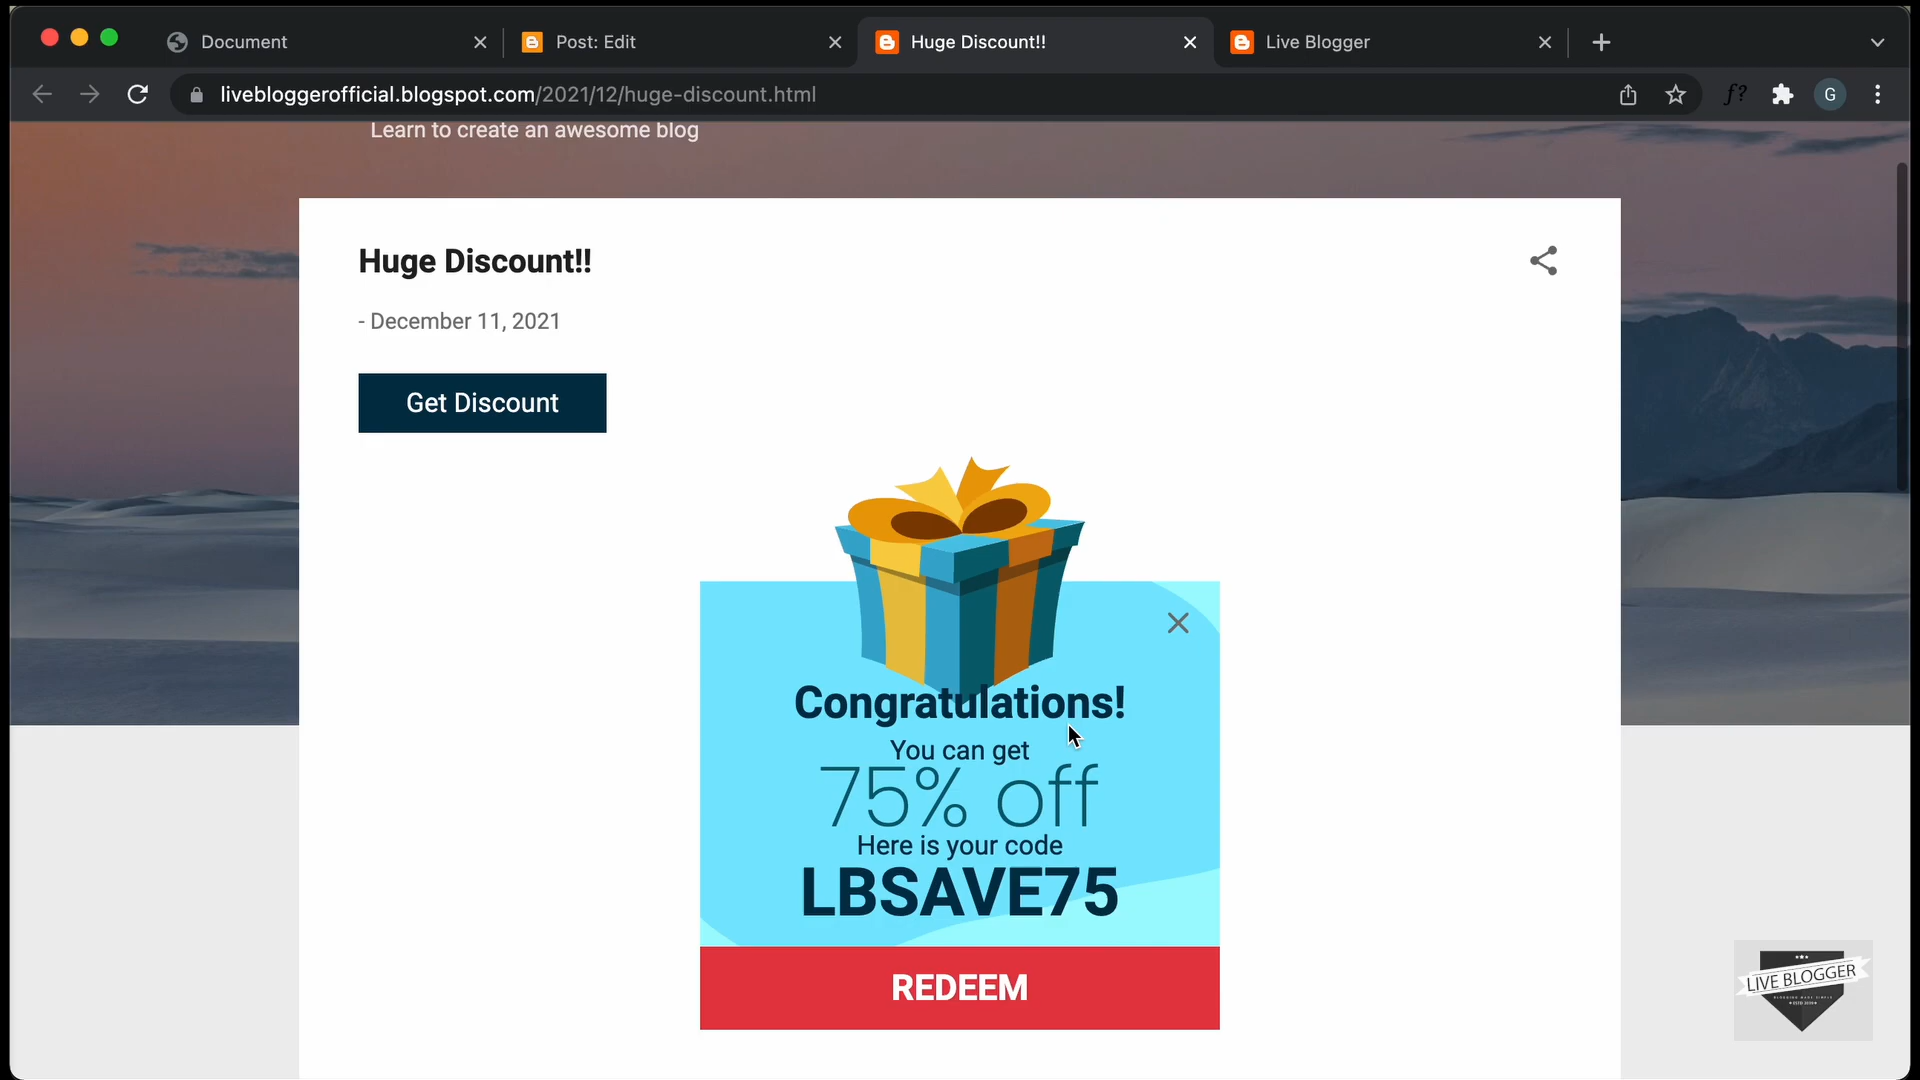 Document
Post: Edit
Huge Discount!!
Live Blogger
livebloggerofficial.blogspot.com/2021/12/huge-discount.html
f?
G
Learn to create an awesome blog
Huge Discount!!
- December 11, 2021
Get Discount
Congratulations!
You can get
75% off
Here is your code
LBSAVE75
REDEEM
LIVE BLOGGER